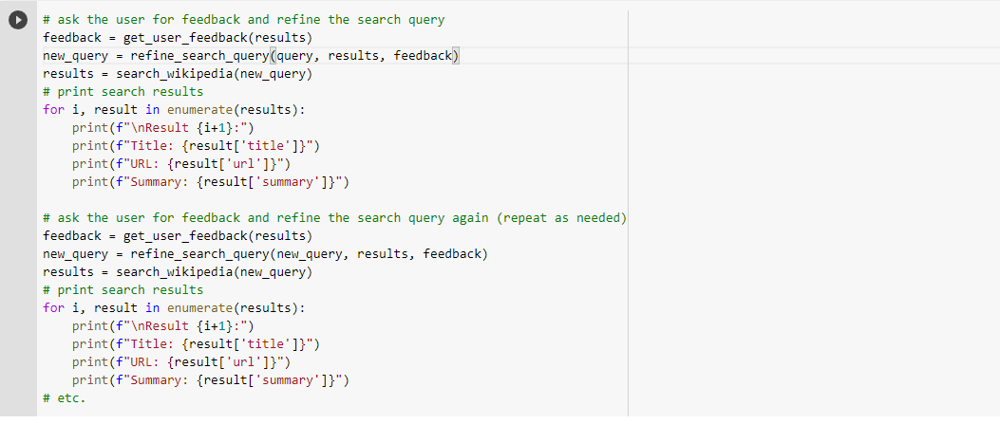 # ask the user for feedback and refine the search query
feedback = get_user_feedback(results)
new_query = refine_search_query(query, results, feedback)
results = search_wikipedia(new_query)
# print search results
for i, result in enumerate(results):
    print(f"\nResult {i+1}:")
    print(f"Title: {result['title']}")
    print(f"URL: {result['url']}")
    print(f"Summary: {result['summary']}")

# ask the user for feedback and refine the search query again (repeat as needed)
feedback = get_user_feedback(results)
new_query = refine_search_query(new_query, results, feedback)
results = search_wikipedia(new_query)
# print search results
for i, result in enumerate(results):
    print(f"\nResult {i+1}:")
    print(f"Title: {result['title']}")
    print(f"URL: {result['url']}")
    print(f"Summary: {result['summary']}")
# etc.